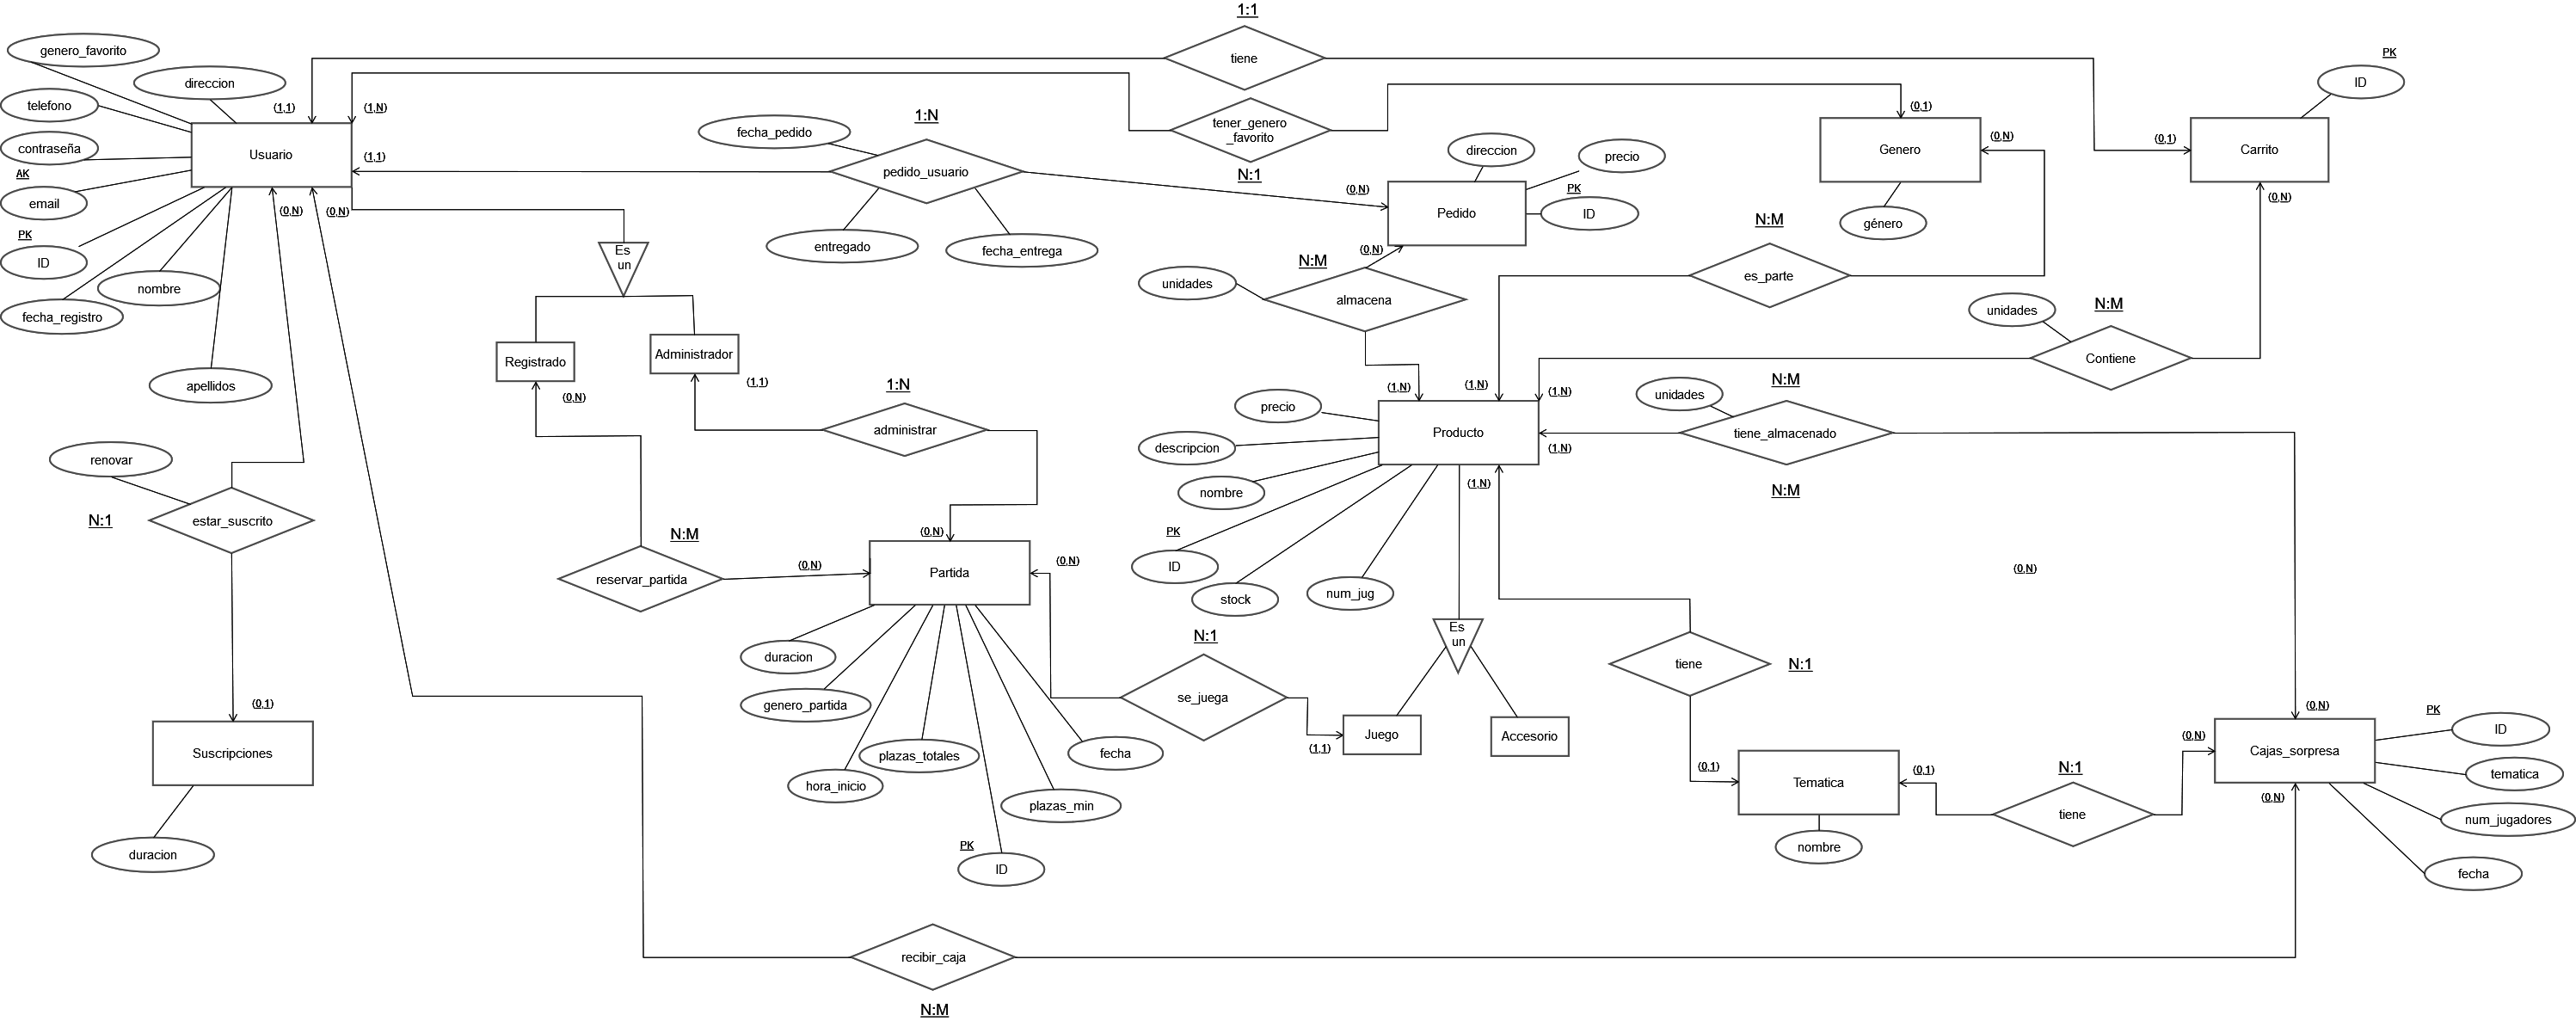 1:1
tiene
PK
ID
genero_favorito
direccion
telefono
(1,1)
(1,N)
contraseña
Usuario
(1,1)
AK
email
PK
ID
nombre
fecha_registro
apellidos
(0,N)
(0,N)
1:N
fecha_pedido
pedido_usuario
entregado
fecha_entrega
tener_genero
_favorito
N:1
(0,1)
Genero
(0,N)
género
(0,1)
Carrito
(0,N)
direccion
precio
PK
ID
(0,N)
Pedido
(0,N)
N:M
unidades
almacena
N:M
es_parte
N:M
unidades
Contiene
Es
un
Registrado
Administrador
(0,N)
(1,1)
1:N
administrar
(1,N)
(1,N)
(1,N)
precio
descripcion
nombre
Producto
(1,N)
(1,N)
PK
ID
stock
num_jug
unidades
N:M
tiene_almacenado
N:M
(0,N)
renovar
N:1
estar_suscrito
(0,1)
Suscripciones
duracion
N:M
reservar_partida
(0,N)
(0,N)
Partida
(0,N)
duracion
genero_partida
hora_inicio
plazas_totales
PK
ID
plazas_min
fecha
N:1
se_juega
(1,1)
Es
un
Juego
Accesorio
tiene
N:1
(0,1)
Tematica
nombre
(0,1)
N:1
tiene
(0,N)
(0,N)
Cajas_sorpresa
(0,N)
PK
ID
tematica
num_jugadores
fecha
recibir_caja
N:M